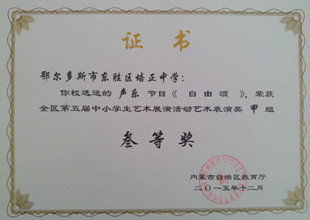 证书
鄂尔多斯市东胜区培正中学：
你校选送的 声乐 节目《 自由颂 》，荣获
全区第五届中小学生艺术展演活动艺术表演类 甲 组
叁等奖
内蒙古自治区教育厅
二〇一五年十二月